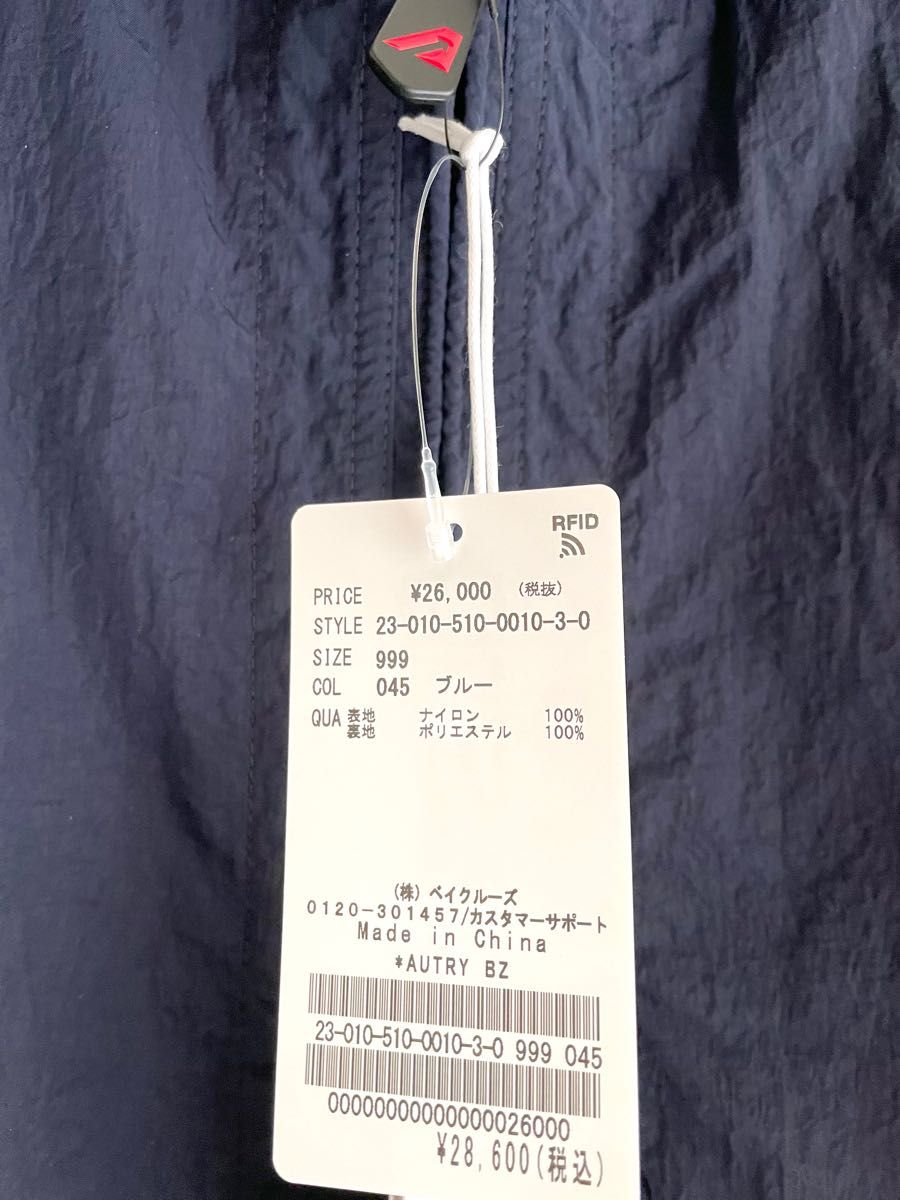 RFID
PRICE ¥26,000 (税抜)
STYLE 23-010-510-0010-3-0
SIZE 999
COL 045 ブルー
QUA 表地 ナイロン 100%
裏地 ポリエステル 100%
(株) ベイクルーズ
0120-301457/カスタマーサポート
Made in China
*AUTRY BZ
23-010-510-0010-3-0 999 045
00000000000000026000
¥28,600(税込)